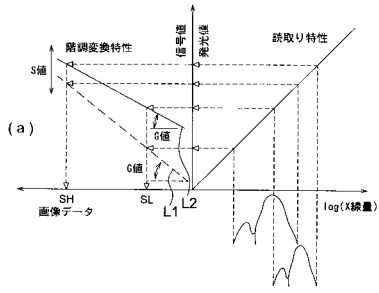 階調変換特性
信号値
発光値
読取り特性
S値
(a)
G値
G値
SH
SL
L1
L2
log(X線量)
画像データ